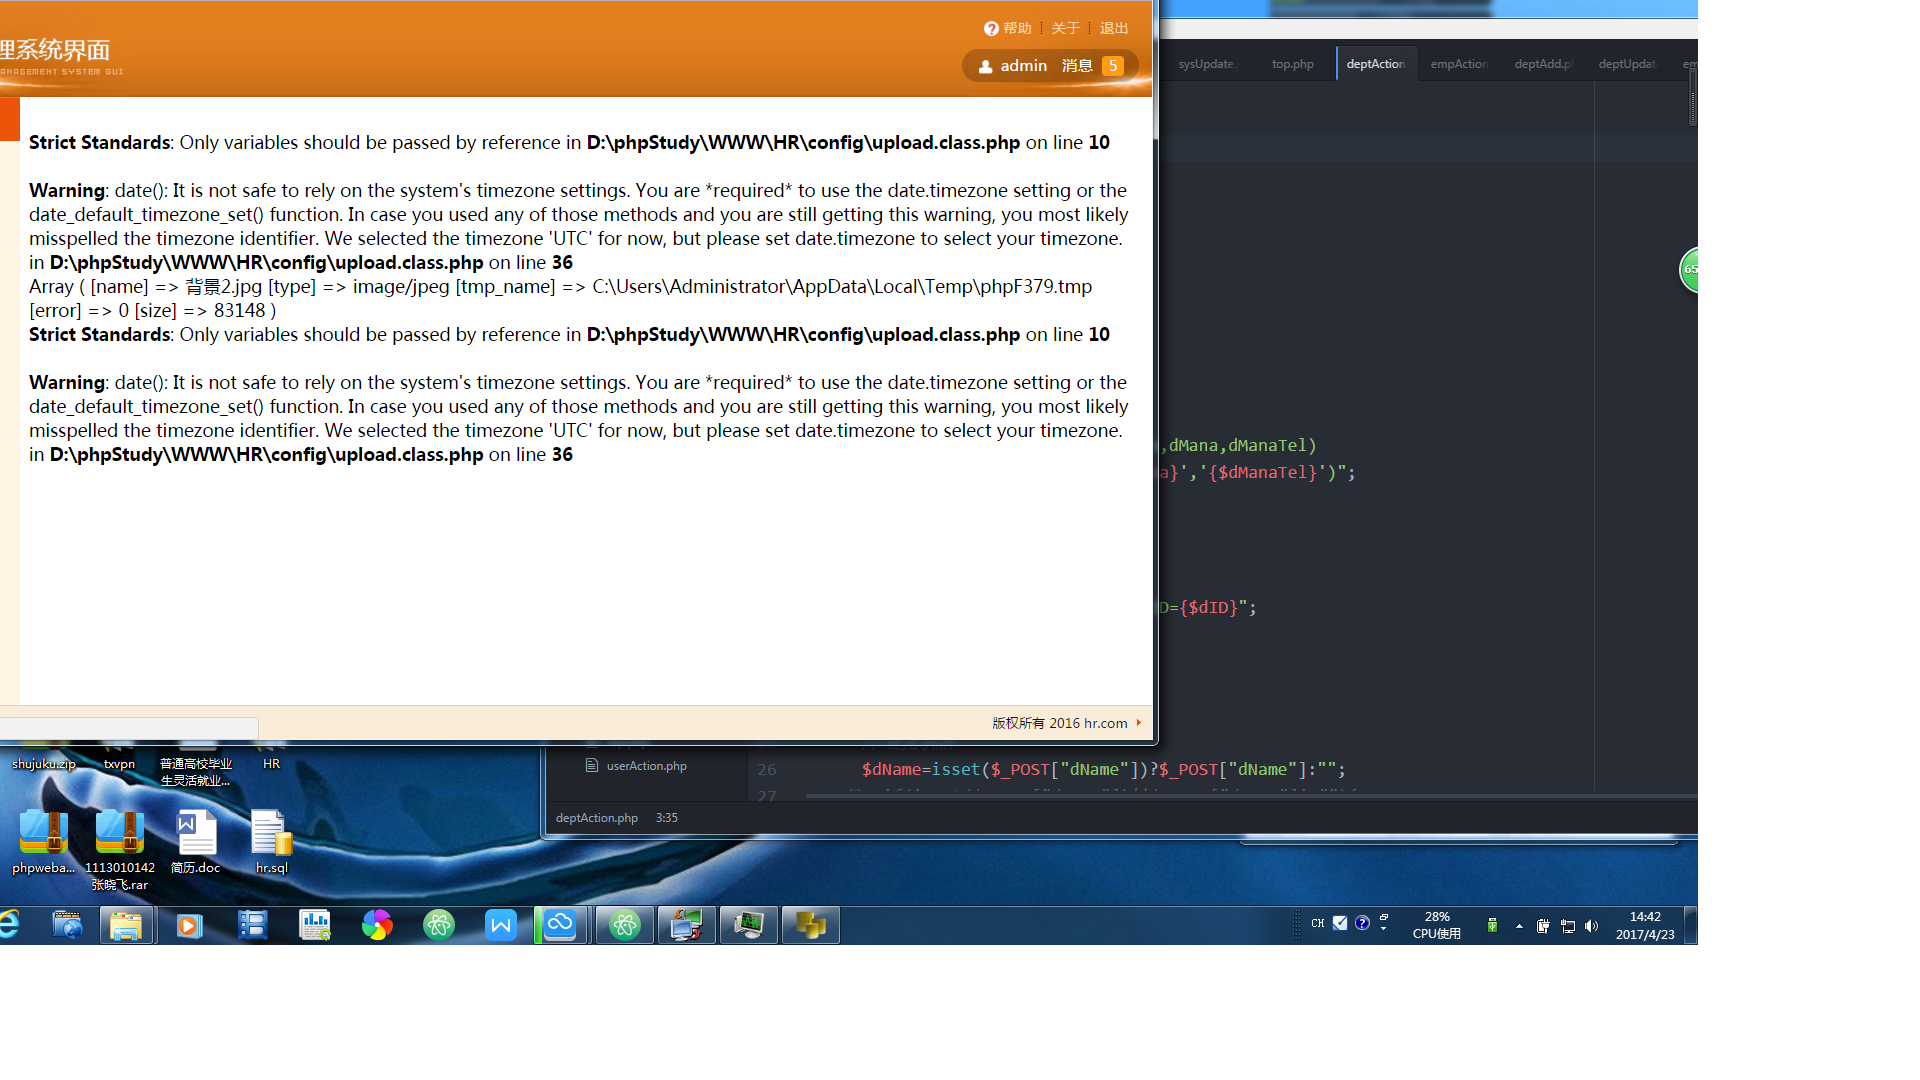 帮助 关于 退出
理系统界面
ANAGEMENT SYSTEM GUI
admin 消息 5
Strict Standards: Only variables should be passed by reference in D:\phpStudy\WWW\HR\config\upload.class.php on line 10
Warning: date(): It is not safe to rely on the system's timezone settings. You are *required* to use the date.timezone setting or the
date_default_timezone_set() function. In case you used any of those methods and you are still getting this warning, you most likely
misspelled the timezone identifier. We selected the timezone 'UTC' for now, but please set date.timezone to select your timezone.
in D:\phpStudy\WWW\HR\config\upload.class.php on line 36
Array ( [name] => 背景2.jpg [type] => image/jpeg [tmp_name] => C:\Users\Administrator\AppData\Local\Temp\phpF379.tmp
[error] => 0 [size] => 83148 )
Strict Standards: Only variables should be passed by reference in D:\phpStudy\WWW\HR\config\upload.class.php on line 10
Warning: date(): It is not safe to rely on the system's timezone settings. You are *required* to use the date.timezone setting or the
date_default_timezone_set() function. In case you used any of those methods and you are still getting this warning, you most likely
misspelled the timezone identifier. We selected the timezone 'UTC' for now, but please set date.timezone to select your timezone.
in D:\phpStudy\WWW\HR\config\upload.class.php on line 36
版权所有 2016 hr.com
sysUpdate. top.php deptAction empAction deptAdd.p deptUpdat em
65
,dMana,dManaTel)
a}','{$dManaTel}')";
D={$dID}";
userAction.php
26 $dName=isset($_POST["dName"])?$_POST["dName"]:"";
27
deptAction.php 3:35
shujuku.zip txvpn 普通高校毕业 HR
生灵活就业...
phpweba... 1113010142 简历.doc hr.sql
张晓飞.rar
CH 28% 14:42
CPU使用 2017/4/23